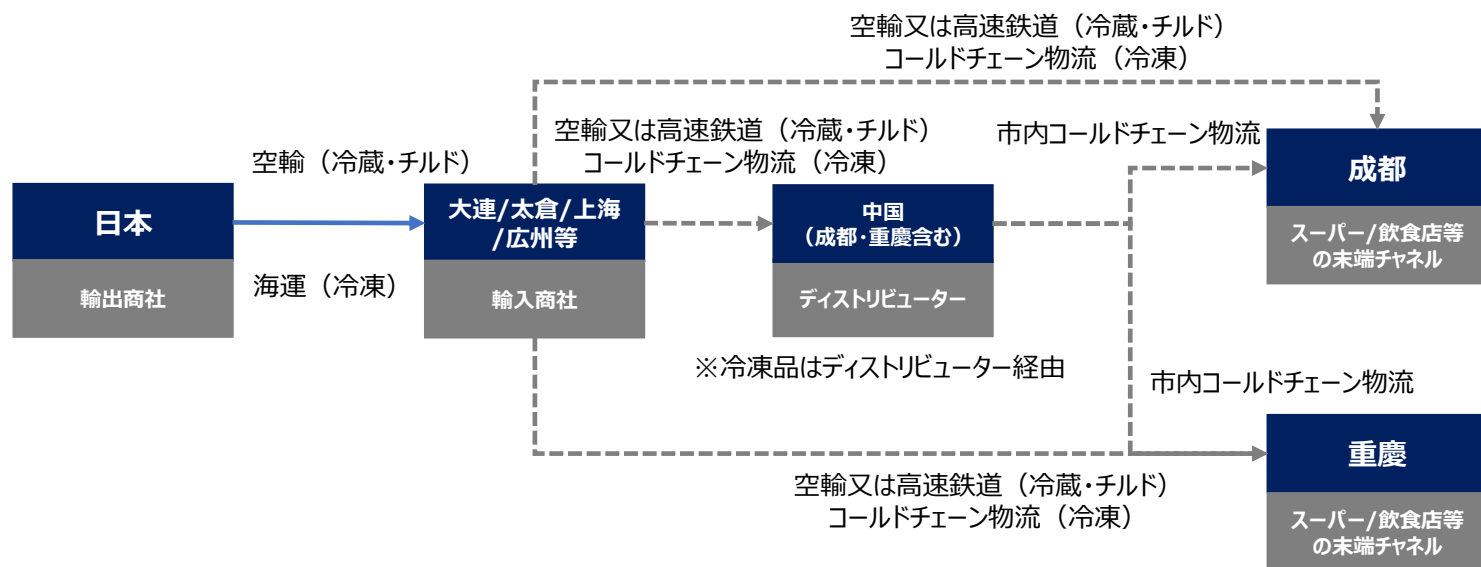 空輸又は高速鉄道（冷蔵・チルド）
コールドチェーン物流（冷凍）
空輸又は高速鉄道（冷蔵・チルド）
コールドチェーン物流（冷凍）
市内コールドチェーン物流
空輸（冷蔵・チルド）
日本
輸出商社
海運（冷凍）
大連/太倉/上海
/広州等
輸入商社
中国
（成都・重慶含む）
ディストリビューター
※冷凍品はディストリビューター経由
成都
スーパー/飲食店等
の末端チャネル
市内コールドチェーン物流
重慶
スーパー/飲食店等
の末端チャネル
空輸又は高速鉄道（冷蔵・チルド）
コールドチェーン物流（冷凍）